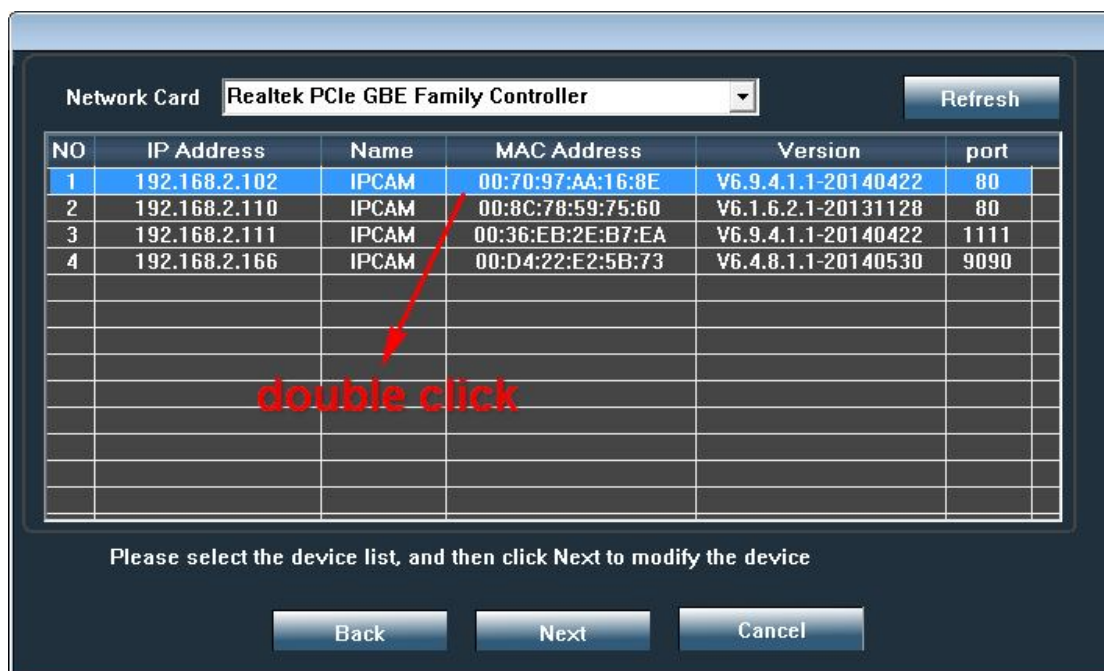 Network Card Realtek PCIe GBE Family Controller Refresh
NO IP Address Name MAC Address Version port
1 192.168.2.102 IPCAM 00:70:97:AA:16:8E V6.9.4.1.1-20140422 80
2 192.168.2.110 IPCAM 00:8C:78:59:75:60 V6.1.6.2.1-20131128 80
3 192.168.2.111 IPCAM 00:36:EB:2E:B7:EA V6.9.4.1.1-20140422 1111
4 192.168.2.166 IPCAM 00:D4:22:E2:5B:73 V6.4.8.1.1-20140530 9090
double click
Please select the device list, and then click Next to modify the device
Back Next Cancel